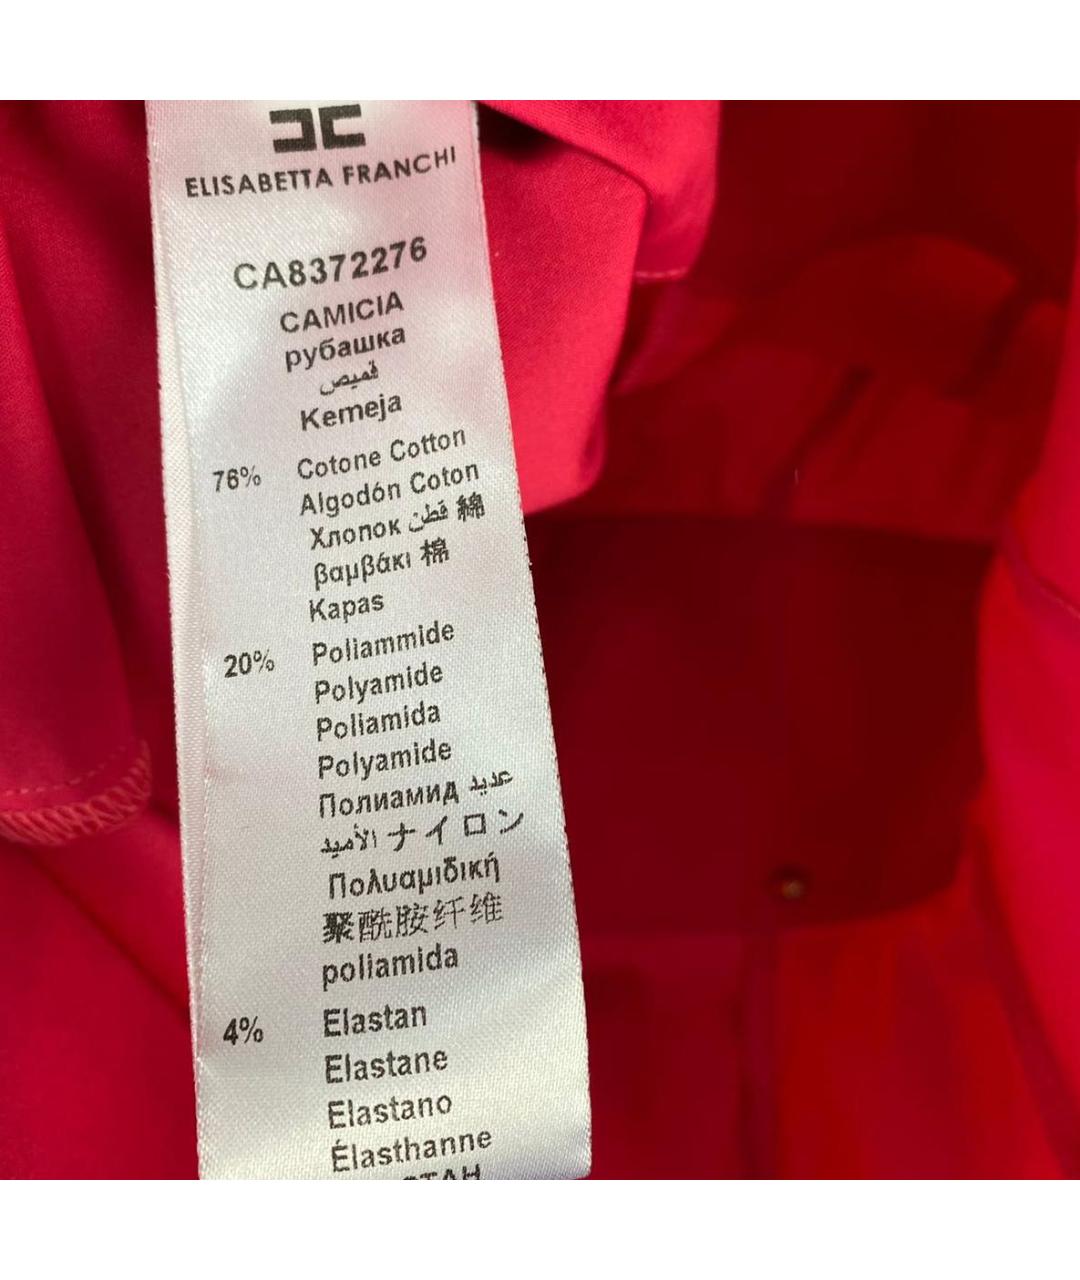 ELISABETTA FRANCHI
CA8372276
CAMICIA
рубашка
قميص
Kemeja
76% Cotone Cotton
Algodón Coton
Хлопок قطن 綿
βαμβάκι 棉
Kapas
20% Poliammide
Polyamide
Poliamida
Polyamide
Полиамид عديد
الأميد ナイロン
Πολυαμιδική
聚酰胺纤维
poliamida
4% Elastan
Elastane
Elastano
Élasthanne